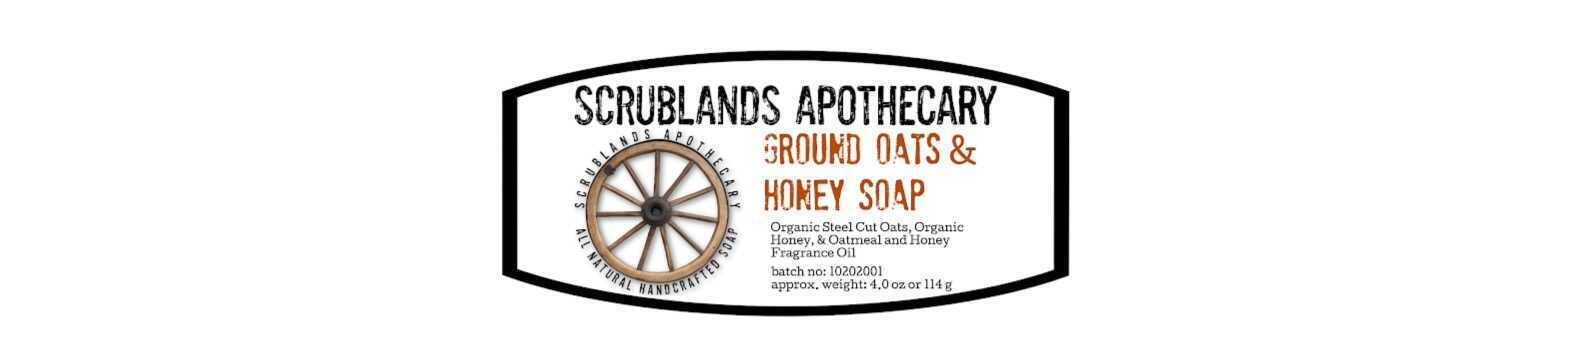 SCRUBLANDS APOTHECARY
SCRUBLANDS APOTHECARY
ALL NATURAL HANDCRAFTED SOAP
GROUND OATS &
HONEY SOAP
Organic Steel Cut Oats, Organic
Honey, & Oatmeal and Honey
Fragrance Oil
batch no: 10202001
approx. weight: 4.0 oz or 114 g